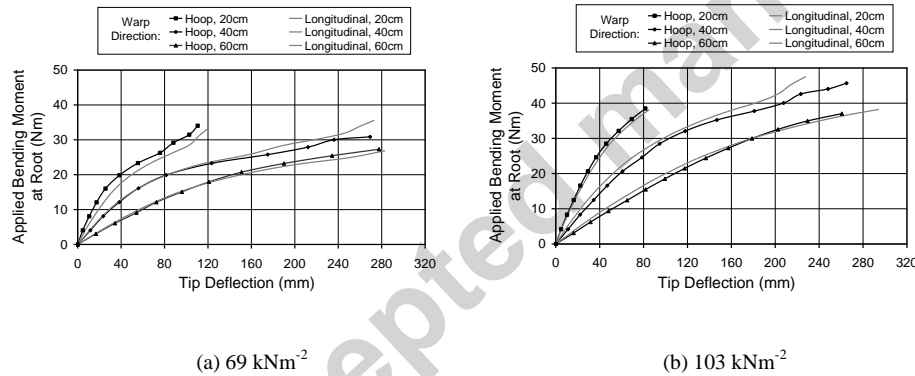 Warp Direction:
Hoop, 20cm
Hoop, 40cm
Hoop, 60cm
Longitudinal, 20cm
Longitudinal, 40cm
Longitudinal, 60cm
Applied Bending Moment
at Root (Nm)
50
40
30
20
10
0
0 40 80 120 160 200 240 280 320
Tip Deflection (mm)
(a) 69 kNm-2
Warp Direction:
Hoop, 20cm
Hoop, 40cm
Hoop, 60cm
Longitudinal, 20cm
Longitudinal, 40cm
Longitudinal, 60cm
Applied Bending Moment
at Root (Nm)
50
40
30
20
10
0
0 40 80 120 160 200 240 280 320
Tip Deflection (mm)
(b) 103 kNm-2